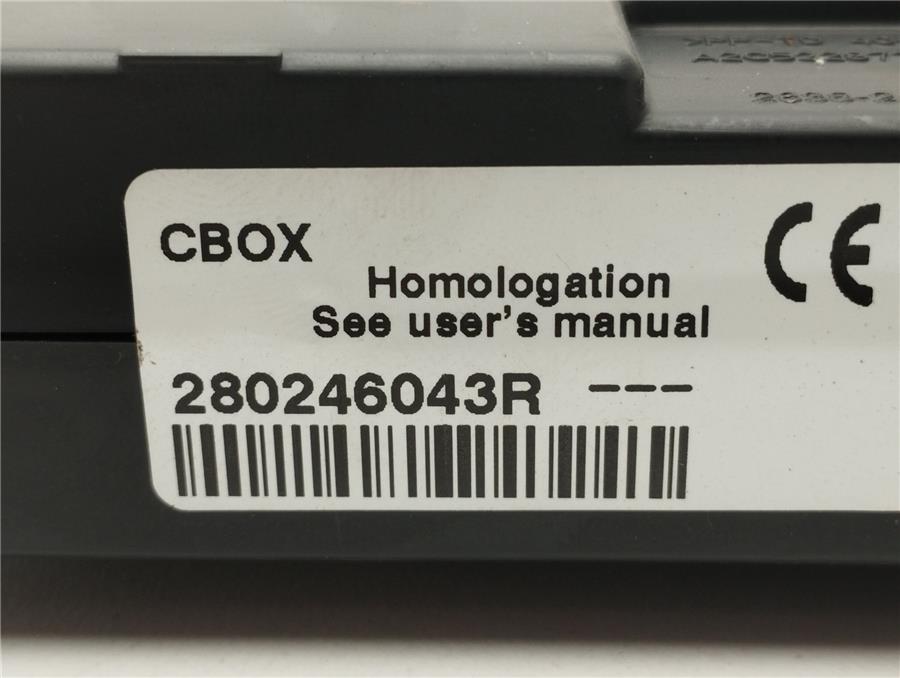 CBOX
CE
Homologation
See user's manual
280246043R ---